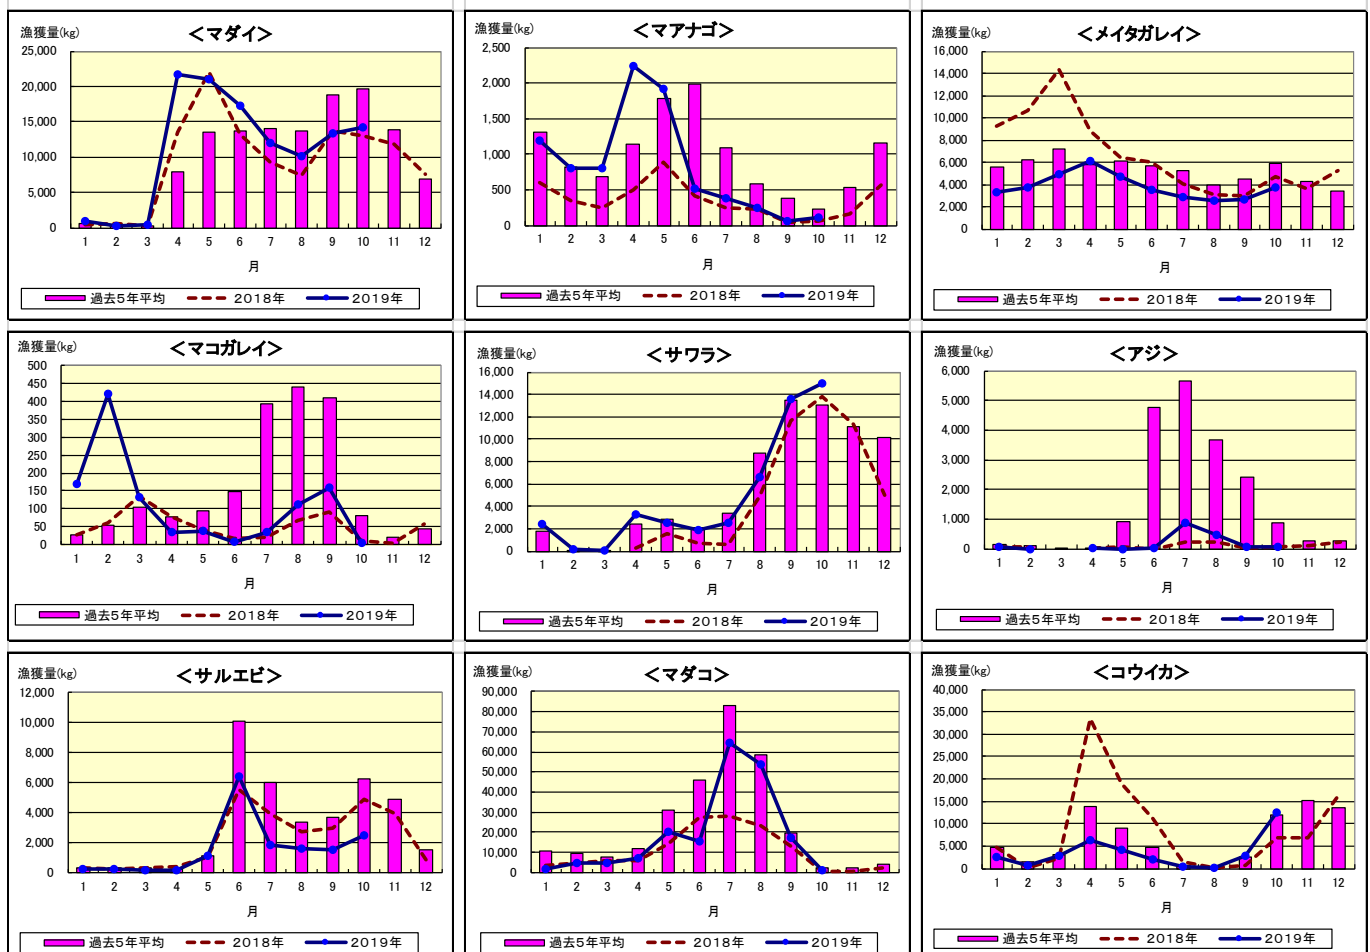 漁獲量(kg)
＜マダイ＞
25,000
20,000
15,000
10,000
5,000
0
1 2 3 4 5 6 7 8 9 10 11 12
月
過去5年平均 2018年 2019年
漁獲量(kg)
＜マアナゴ＞
2,500
2,000
1,500
1,000
500
0
1 2 3 4 5 6 7 8 9 10 11 12
月
過去5年平均 2018年 2019年
漁獲量(kg)
＜メイタガレイ＞
16,000
14,000
12,000
10,000
8,000
6,000
4,000
2,000
0
1 2 3 4 5 6 7 8 9 10 11 12
月
過去5年平均 2018年 2019年
漁獲量(kg)
＜マコガレイ＞
500
450
400
350
300
250
200
150
100
50
0
1 2 3 4 5 6 7 8 9 10 11 12
月
過去5年平均 2018年 2019年
漁獲量(kg)
＜サワラ＞
16,000
14,000
12,000
10,000
8,000
6,000
4,000
2,000
0
1 2 3 4 5 6 7 8 9 10 11 12
月
過去5年平均 2018年 2019年
漁獲量(kg)
＜アジ＞
6,000
5,000
4,000
3,000
2,000
1,000
0
1 2 3 4 5 6 7 8 9 10 11 12
月
過去5年平均 2018年 2019年
漁獲量(kg)
＜サルエビ＞
12,000
10,000
8,000
6,000
4,000
2,000
0
1 2 3 4 5 6 7 8 9 10 11 12
月
過去5年平均 2018年 2019年
漁獲量(kg)
＜マダコ＞
90,000
80,000
70,000
60,000
50,000
40,000
30,000
20,000
10,000
0
1 2 3 4 5 6 7 8 9 10 11 12
月
過去5年平均 2018年 2019年
漁獲量(kg)
＜コウイカ＞
40,000
35,000
30,000
25,000
20,000
15,000
10,000
5,000
0
1 2 3 4 5 6 7 8 9 10 11 12
月
過去5年平均 2018年 2019年